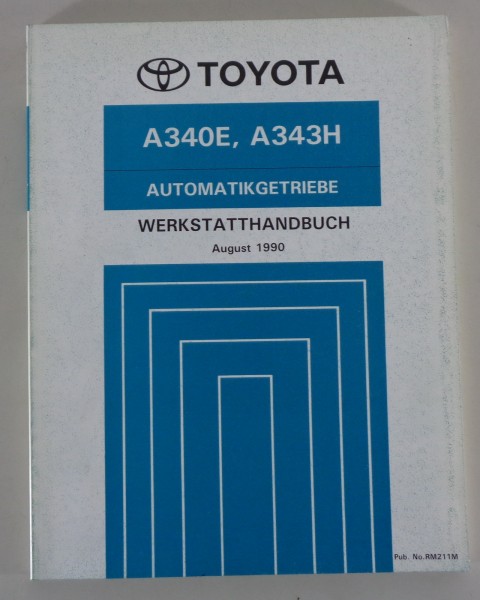 TOYOTA
A340E, A343H
AUTOMATIKGETRIEBE
WERKSTATTHANDBUCH
August 1990
Pub. No.RM211M